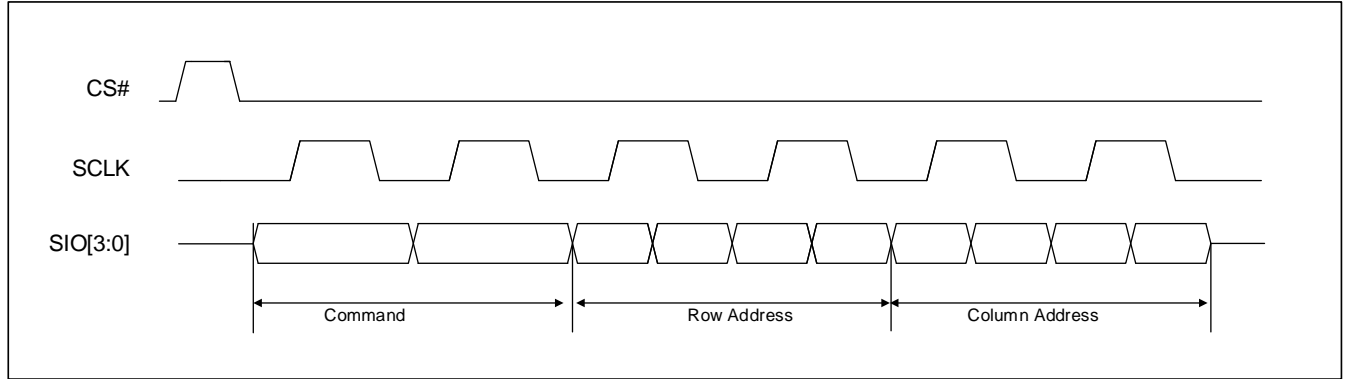 CS#
SCLK
SIO[3:0]
Command
Row Address
Column Address